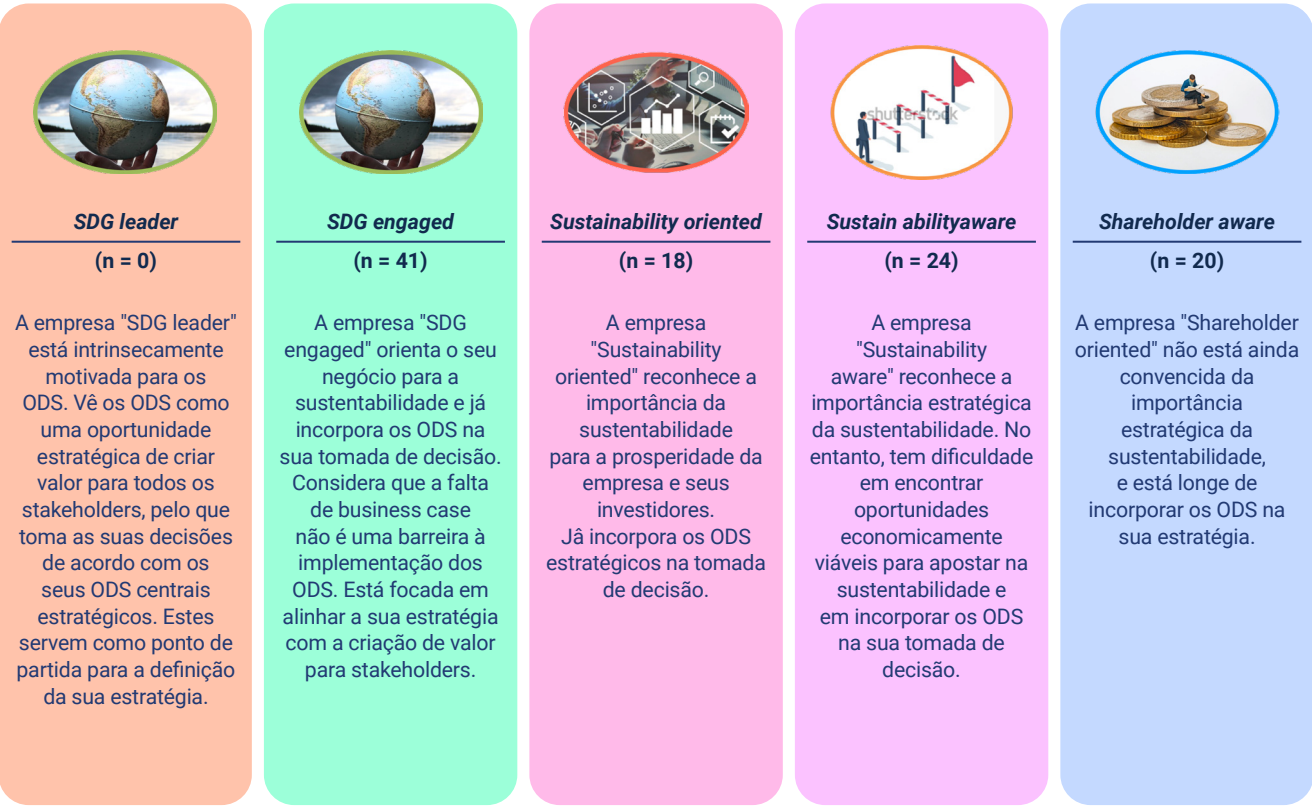 SDG leader
(n = 0)
A empresa "SDG leader"
está intrinsecamente
motivada para os
ODS. Vê os ODS como
uma oportunidade
estratégica de criar
valor para todos os
stakeholders, pelo que
toma as suas decisões
de acordo com os
seus ODS centrais
estratégicos. Estes
servem como ponto de
partida para a definição
da sua estratégia.
SDG engaged
(n = 41)
A empresa "SDG
engaged" orienta o seu
negócio para a
sustentabilidade e já
incorpora os ODS na
sua tomada de decisão.
Considera que a falta
de business case
não é uma barreira à
implementação dos
ODS. Está focada em
alinhar a sua estratégia
com a criação de valor
para stakeholders.
Sustainability oriented
(n = 18)
A empresa
"Sustainability
oriented" reconhece a
importância da
sustentabilidade
para a prosperidade da
empresa e seus
investidores.
Jâ incorpora os ODS
estratégicos na tomada
de decisão.
shutterstock
Sustain abilityaware
(n = 24)
A empresa
"Sustainability
aware" reconhece a
importância estratégica
da sustentabilidade. No
entanto, tem dificuldade
em encontrar
oportunidades
economicamente
viáveis para apostar na
sustentabilidade e
em incorporar os ODS
na sua tomada de
decisão.
Shareholder aware
(n = 20)
A empresa "Shareholder
oriented" não está ainda
convencida da
importância
estratégica da
sustentabilidade,
e está longe de
incorporar os ODS na
sua estratégia.